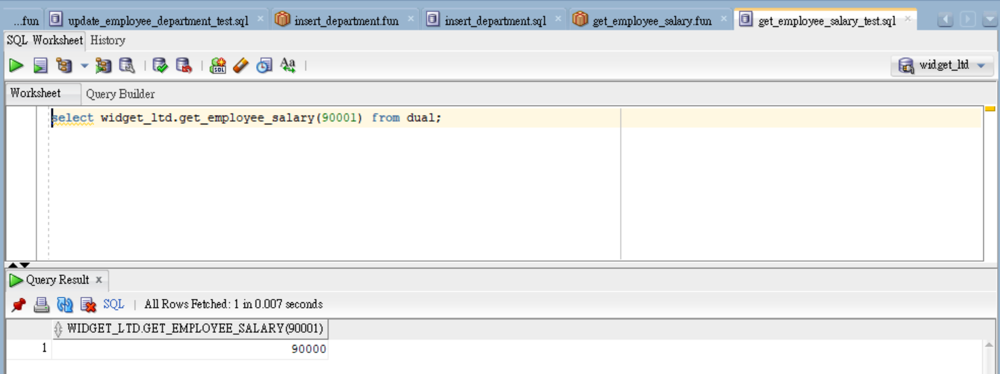 ...fun update_employee_department_test.sql insert_department.fun insert_department.sql get_employee_salary.fun get_employee_salary_test.sql
SQL Worksheet History
SQL Aa widget_ltd
Worksheet Query Builder
select widget_ltd.get_employee_salary(90001) from dual;
Query Result x
SQL | All Rows Fetched: 1 in 0.007 seconds
WIDGET_LTD.GET_EMPLOYEE_SALARY(90001)
1 90000